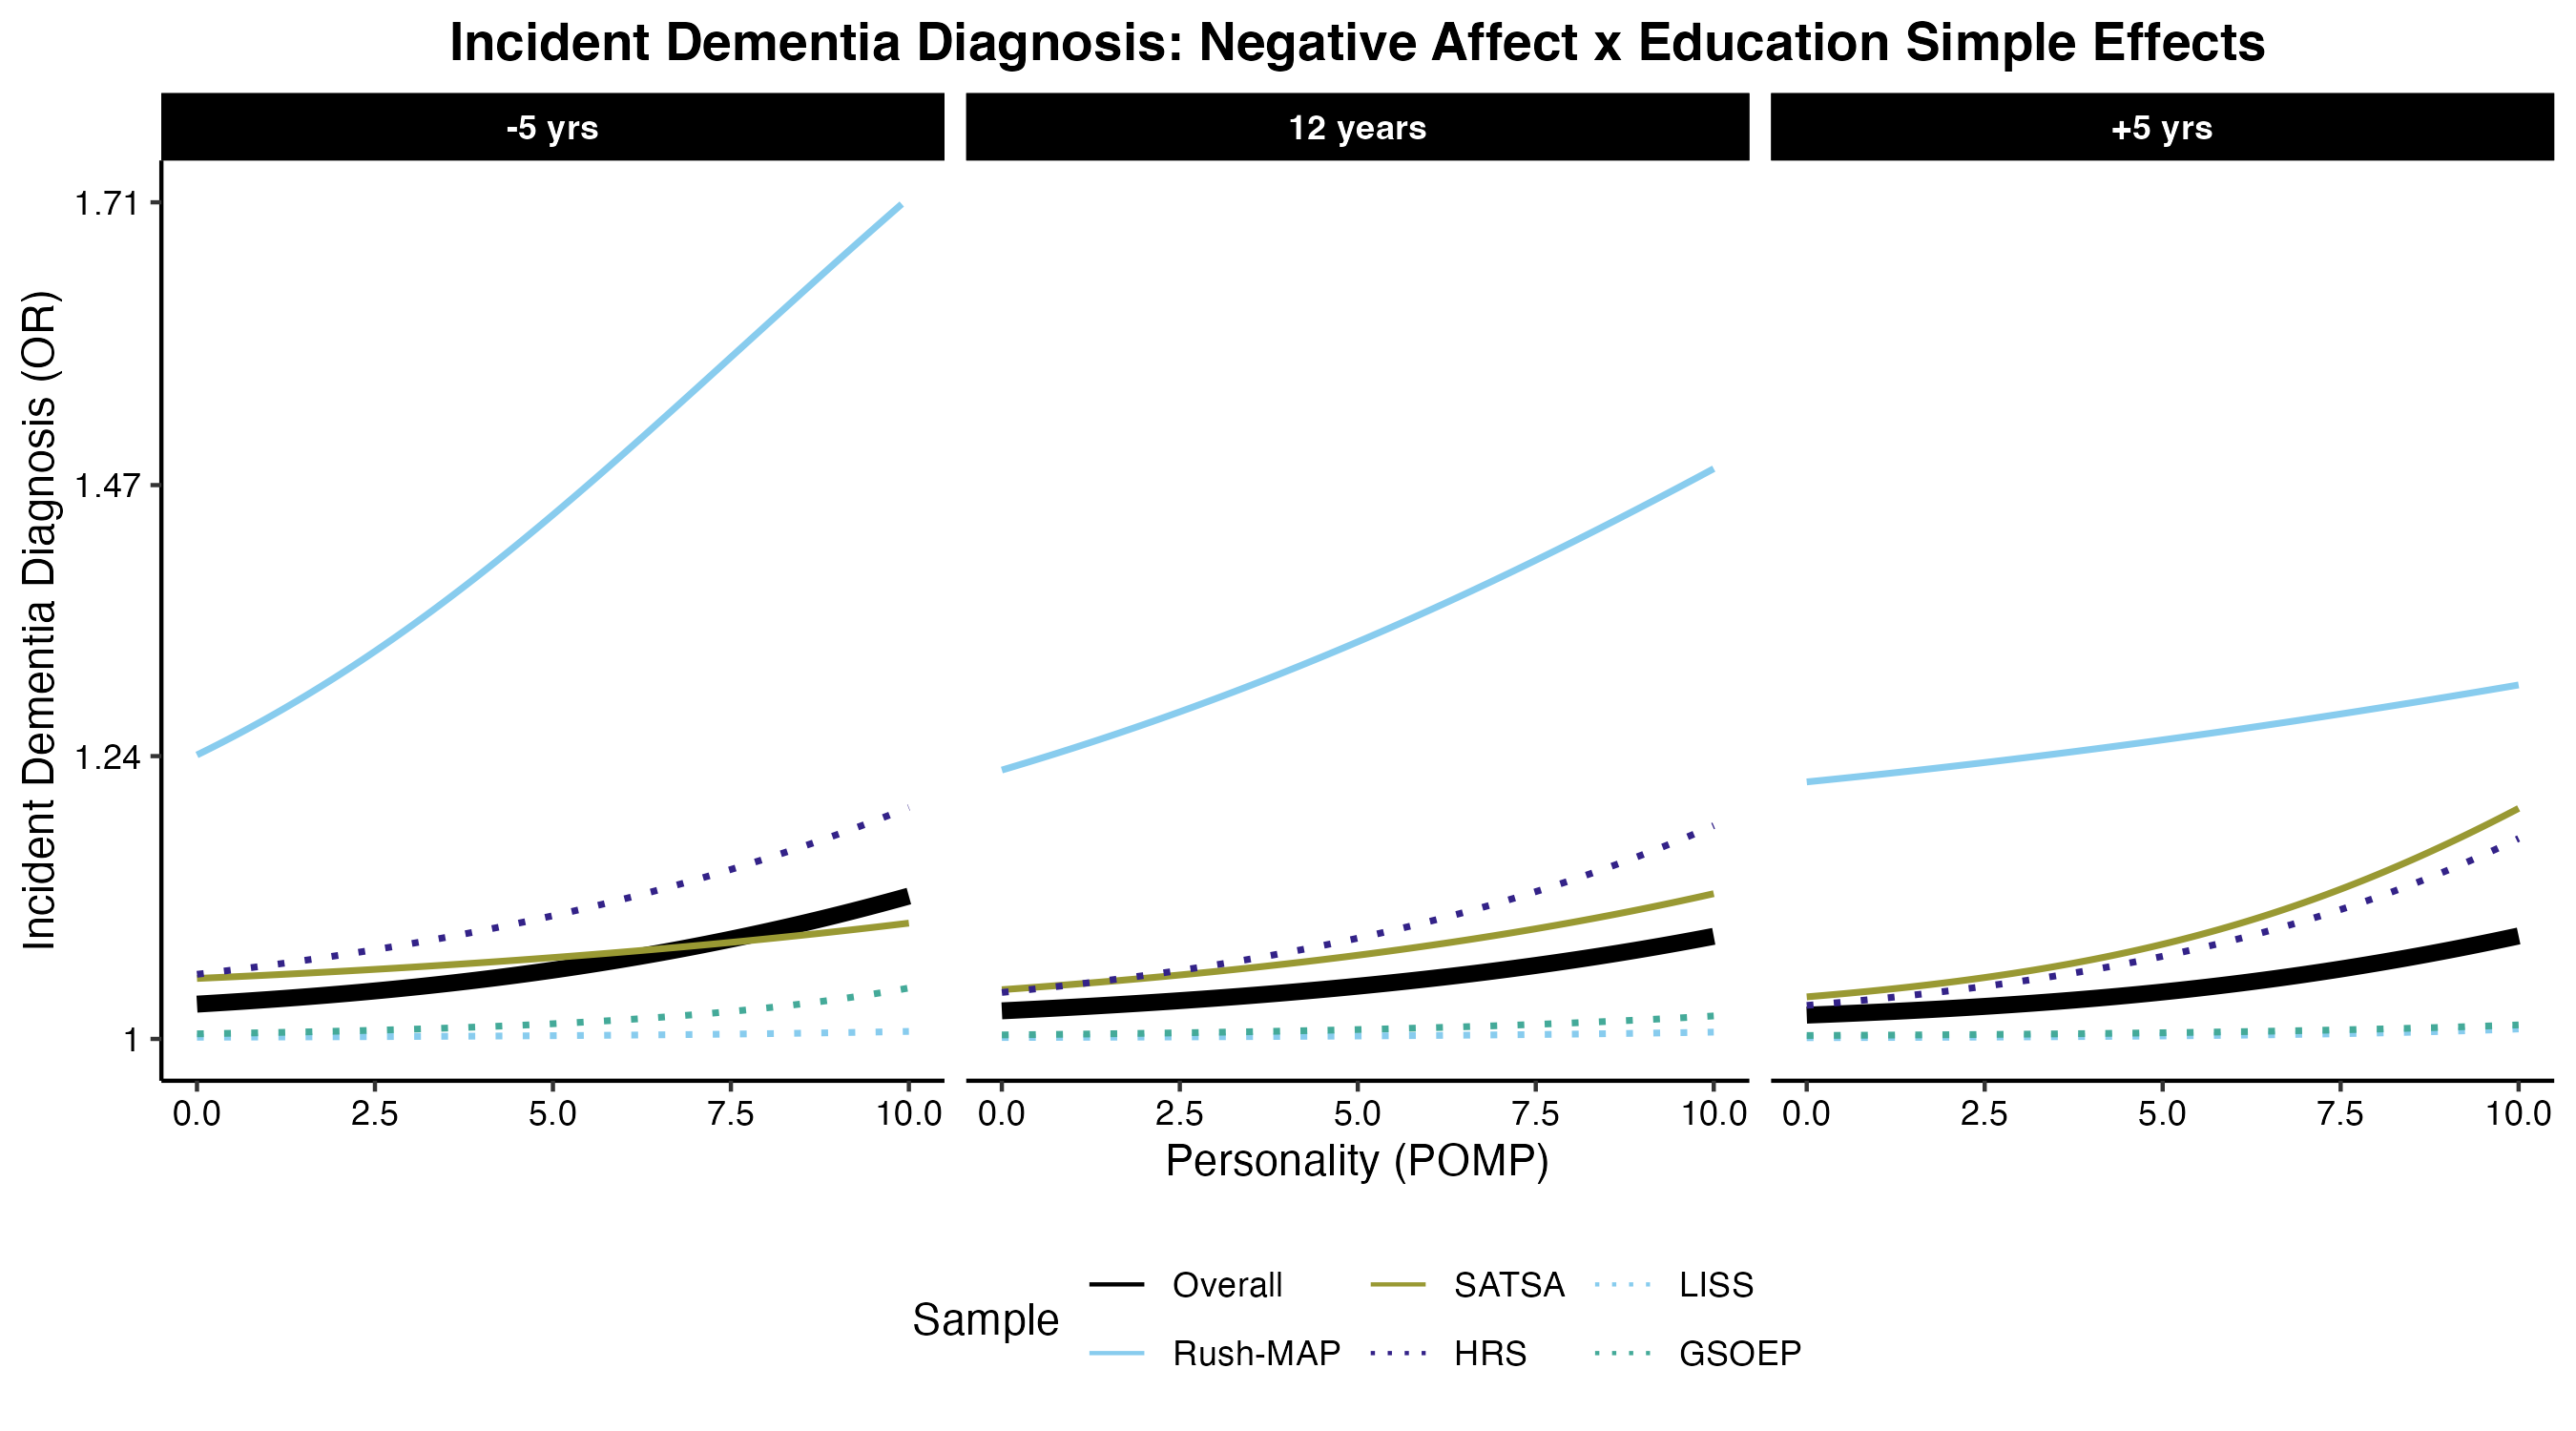 Incident Dementia Diagnosis: Negative Affect x Education Simple Effects
-5 yrs
12 years
+5 yrs
Incident Dementia Diagnosis (OR)
1.71
1.47
1.24
1
0.0 2.5 5.0 7.5 10.0
0.0 2.5 5.0 7.5 10.0
0.0 2.5 5.0 7.5 10.0
Personality (POMP)
Sample
Overall SATSA LISS
Rush-MAP HRS GSOEP